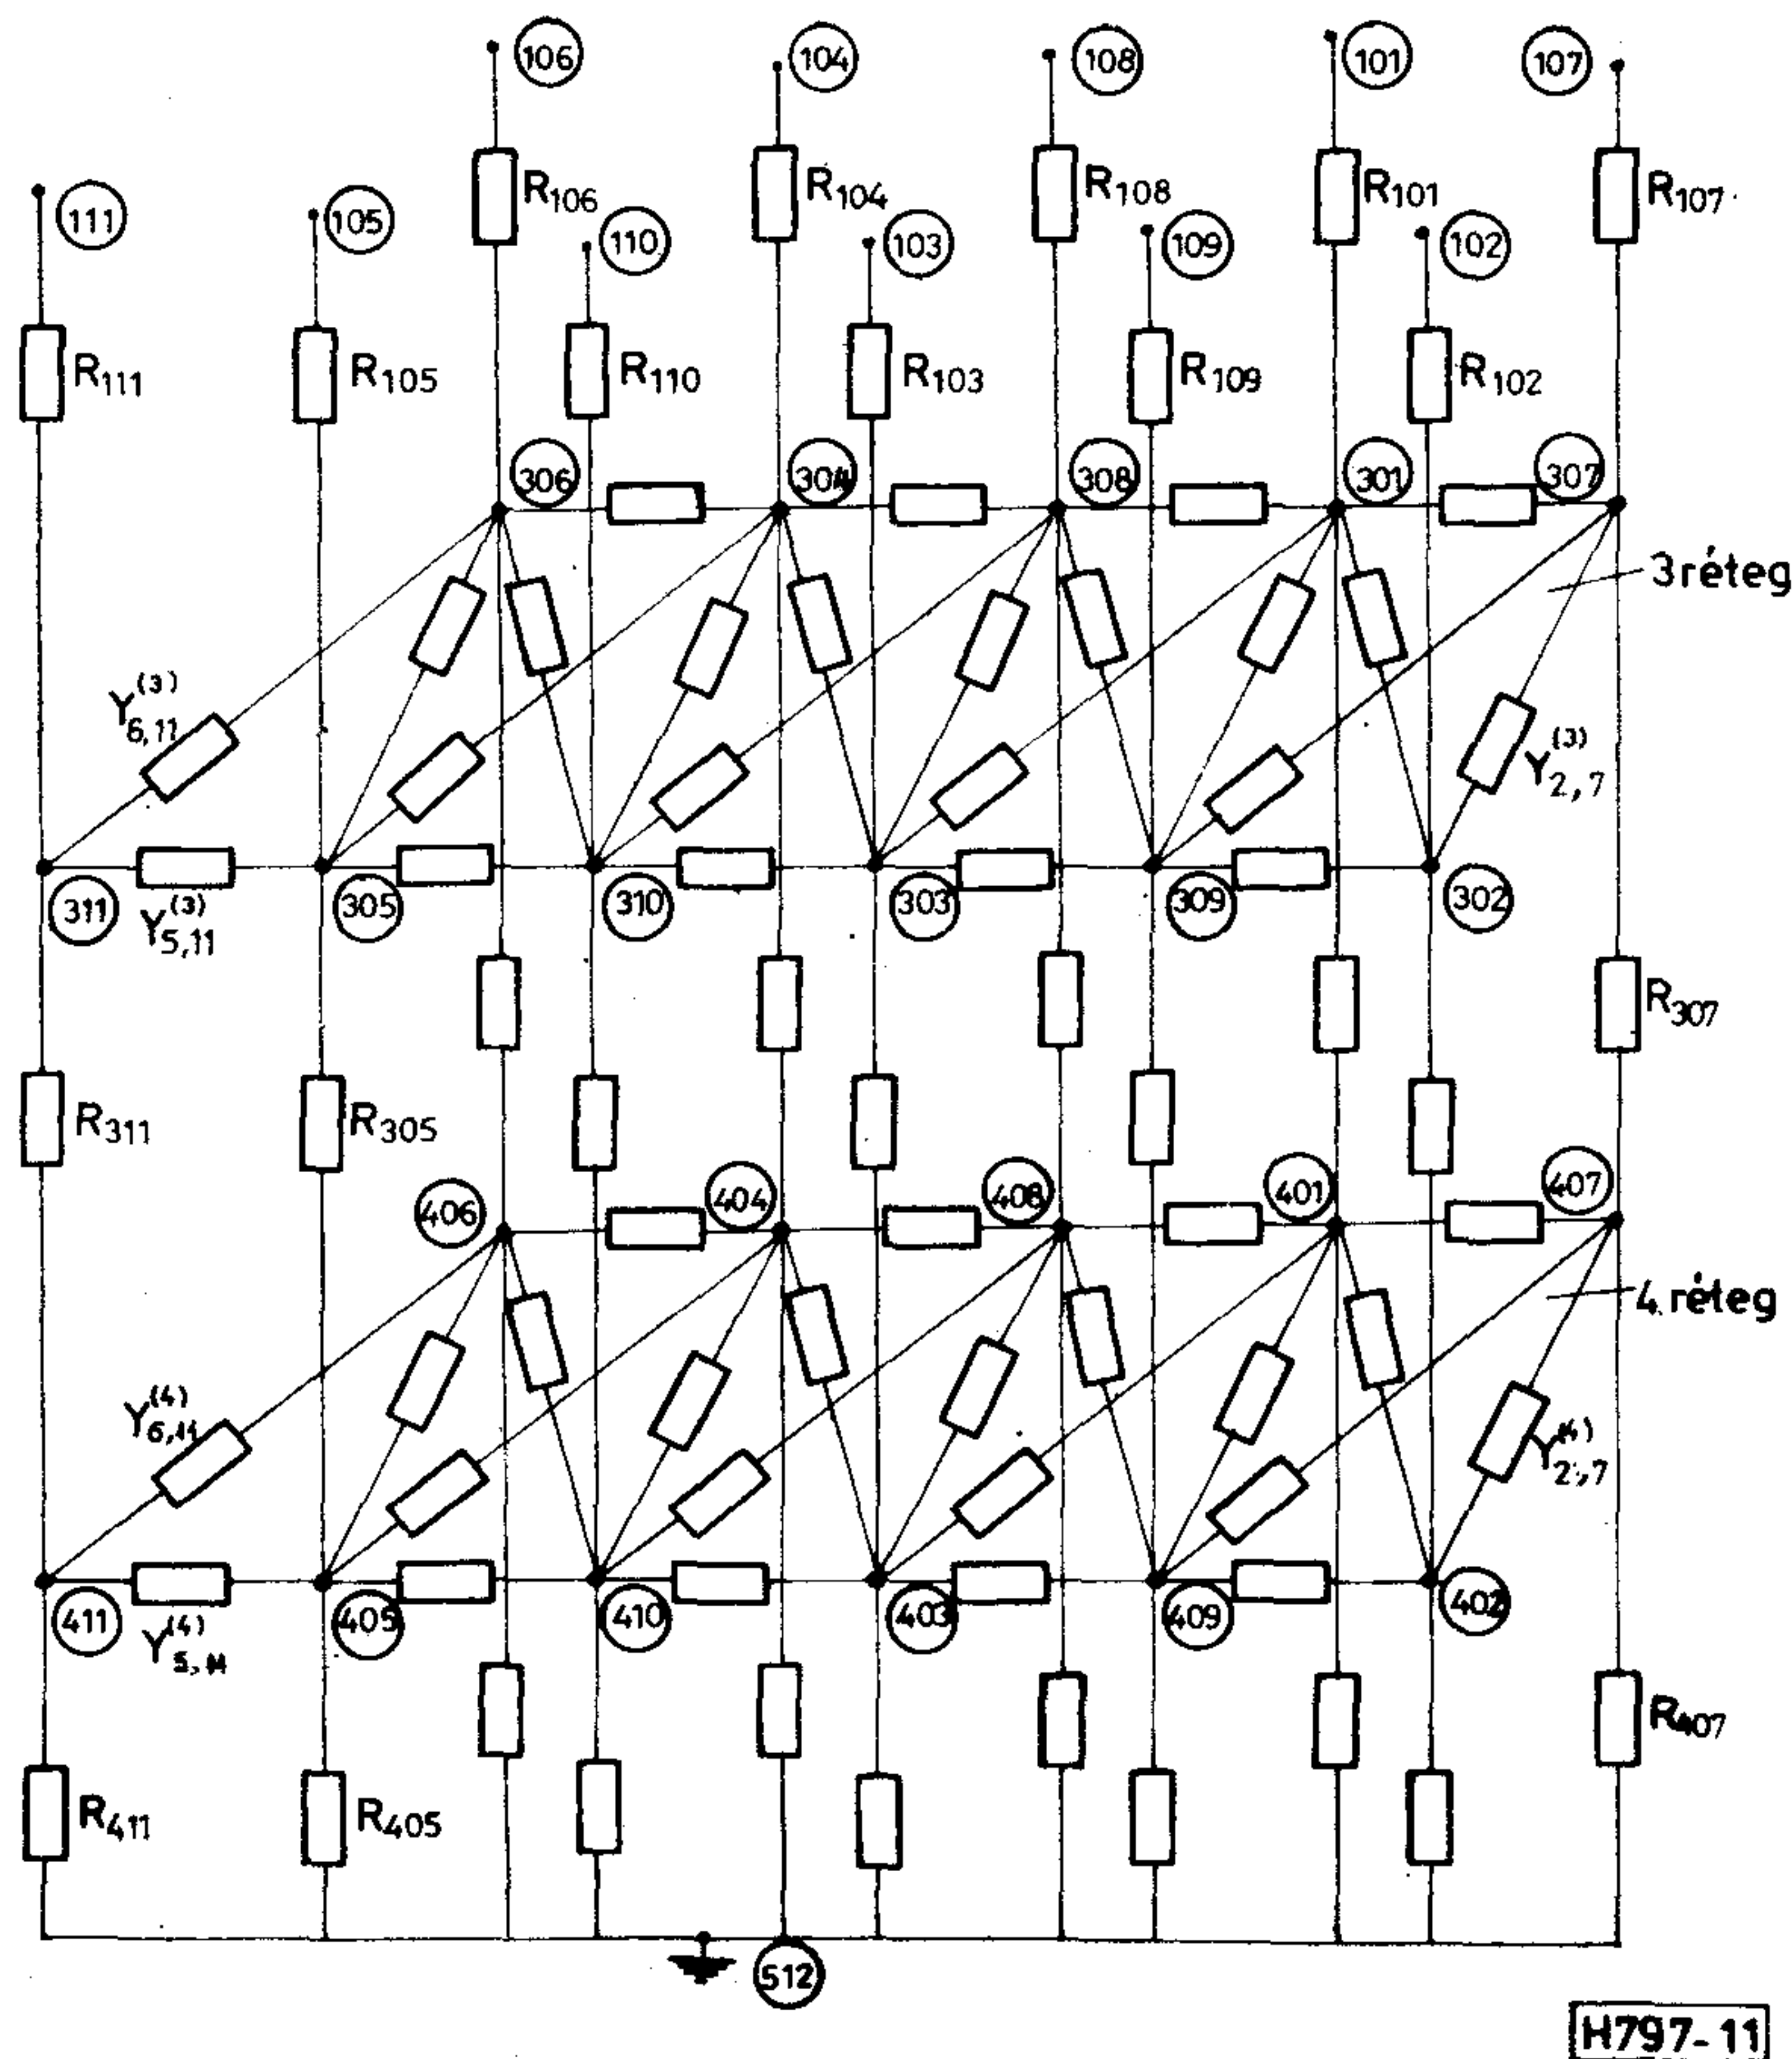 106 104 108 101 107
R106 R104 R108 R101 R107
111 105 110 103 109 102
R111 R105 R110 R103 R109 R102
306 304 308 301 307
3 réteg
Y(3)6,11
Y(3)2,7
311 305 310 303 309 302
Y(3)5,11
R307
R311 R305
406 404 408 401 407
4. réteg
Y(4)6,11
Y(4)2,7
411 405 410 403 409 402
Y(4)5,11
R407
R411 R405
512
H797-11